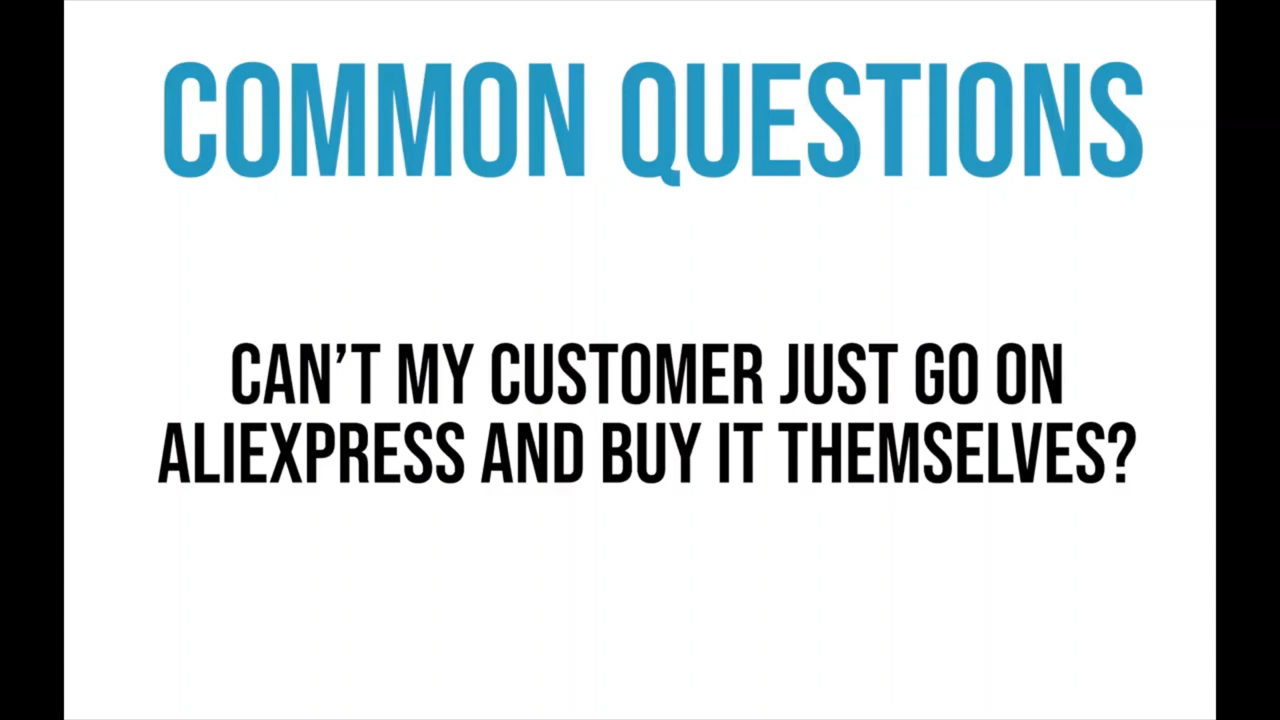 COMMON QUESTIONS
CAN’T MY CUSTOMER JUST GO ON
ALIEXPRESS AND BUY IT THEMSELVES?